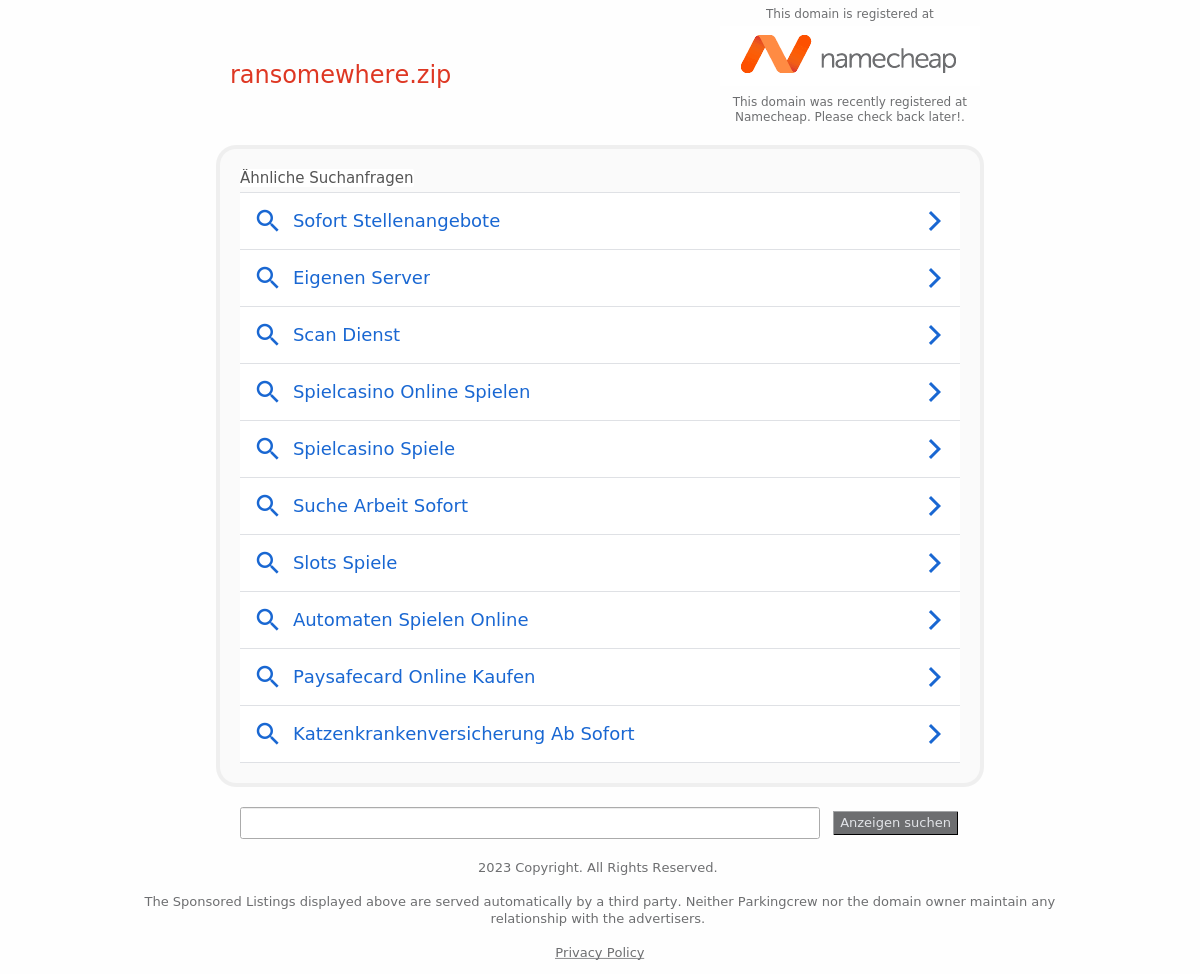 This domain is registered at
namecheap
ransomewhere.zip
This domain was recently registered at
Namecheap. Please check back later!.
Ähnliche Suchanfragen
Sofort Stellenangebote
Eigenen Server
Scan Dienst
Spielcasino Online Spielen
Spielcasino Spiele
Suche Arbeit Sofort
Slots Spiele
Automaten Spielen Online
Paysafecard Online Kaufen
Katzenkrankenversicherung Ab Sofort
Anzeigen suchen
2023 Copyright. All Rights Reserved.
The Sponsored Listings displayed above are served automatically by a third party. Neither Parkingcrew nor the domain owner maintain any
relationship with the advertisers.
Privacy Policy